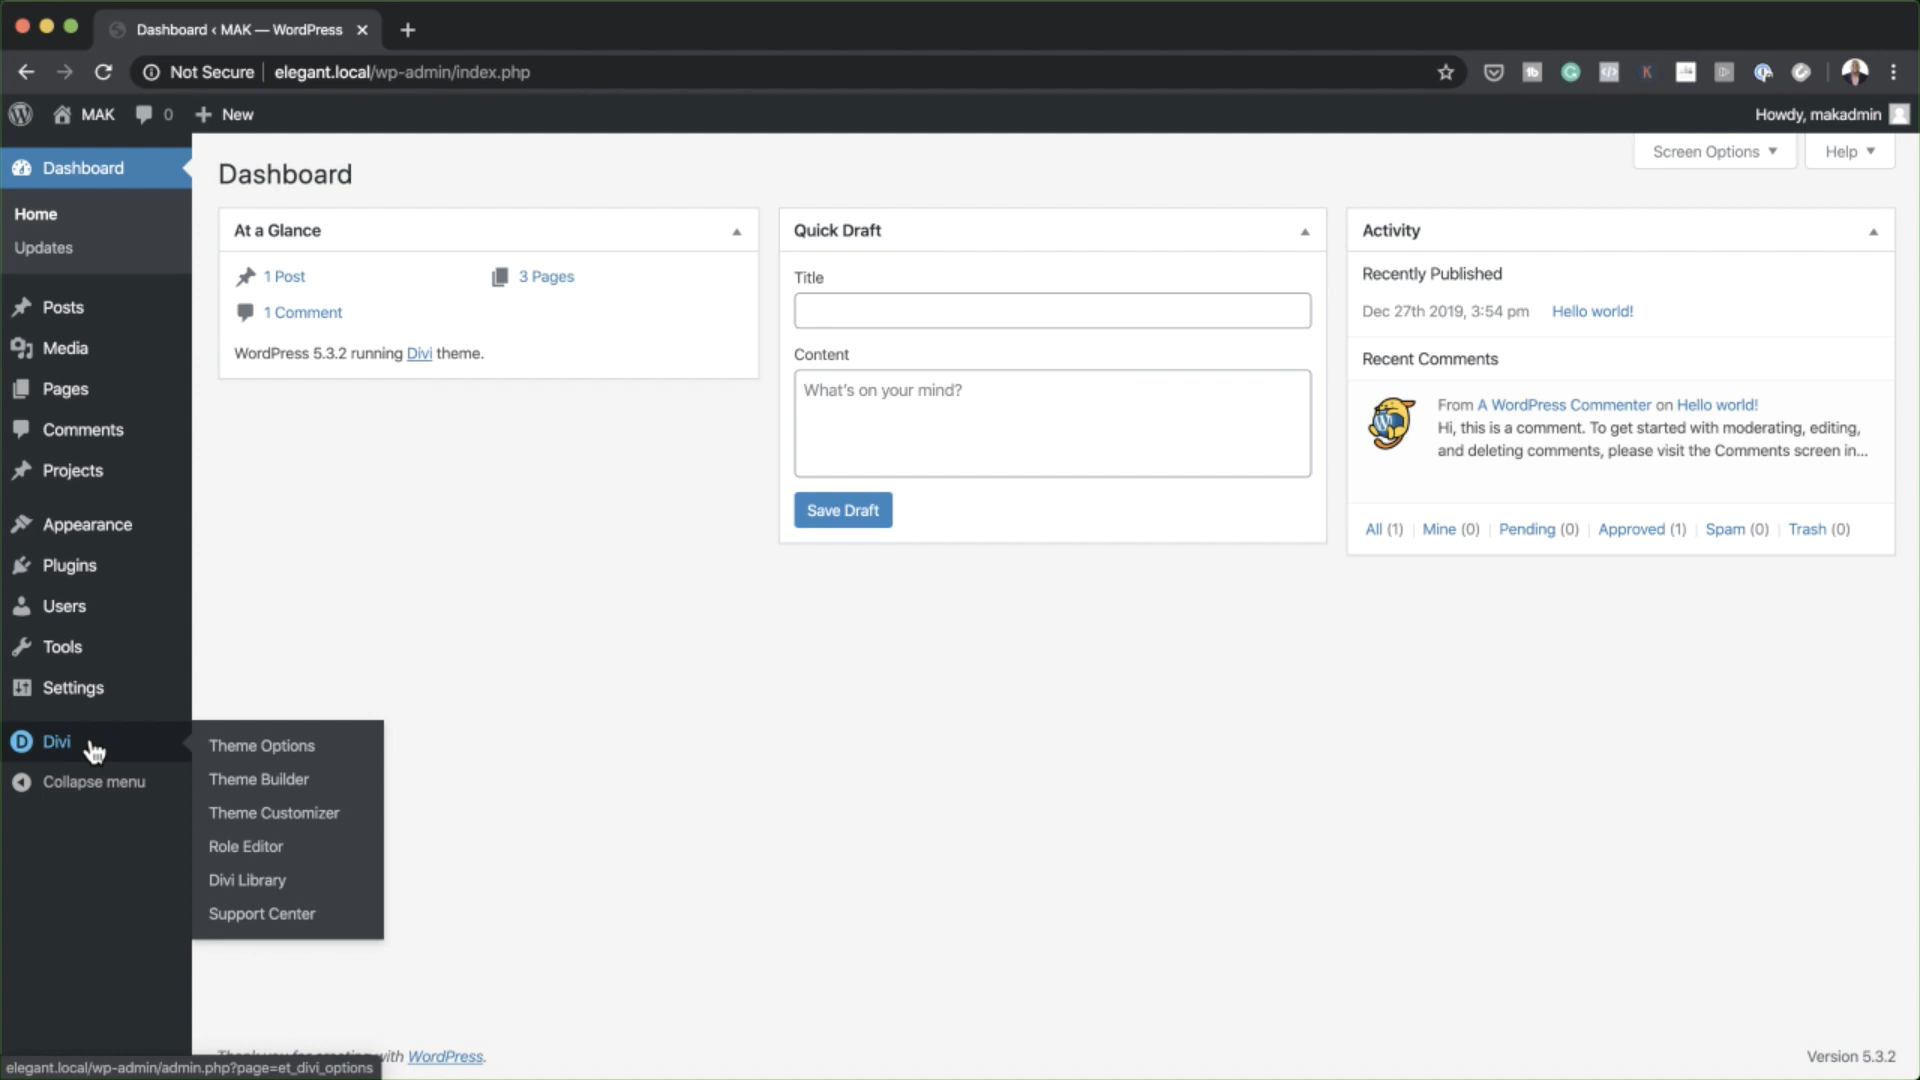 Dashboard ‹ MAK — WordPress
Not Secure
elegant.local/wp-admin/index.php
MAK
0
New
Howdy, makadmin
Dashboard
Home
Updates
Posts
Media
Pages
Comments
Projects
Appearance
Plugins
Users
Tools
Settings
Divi
Collapse menu
Theme Options
Theme Builder
Theme Customizer
Role Editor
Divi Library
Support Center
Dashboard
Screen Options
Help
At a Glance
1 Post
3 Pages
1 Comment
WordPress 5.3.2 running Divi theme.
Quick Draft
Title
Content
What's on your mind?
Save Draft
Activity
Recently Published
Dec 27th 2019, 3:54 pm
Hello world!
Recent Comments
From A WordPress Commenter on Hello world!
Hi, this is a comment. To get started with moderating, editing,
and deleting comments, please visit the Comments screen in...
All (1) | Mine (0) | Pending (0) | Approved (1) | Spam (0) | Trash (0)
Thank you for creating with WordPress.
Version 5.3.2
elegant.local/wp-admin/admin.php?page=et_divi_options